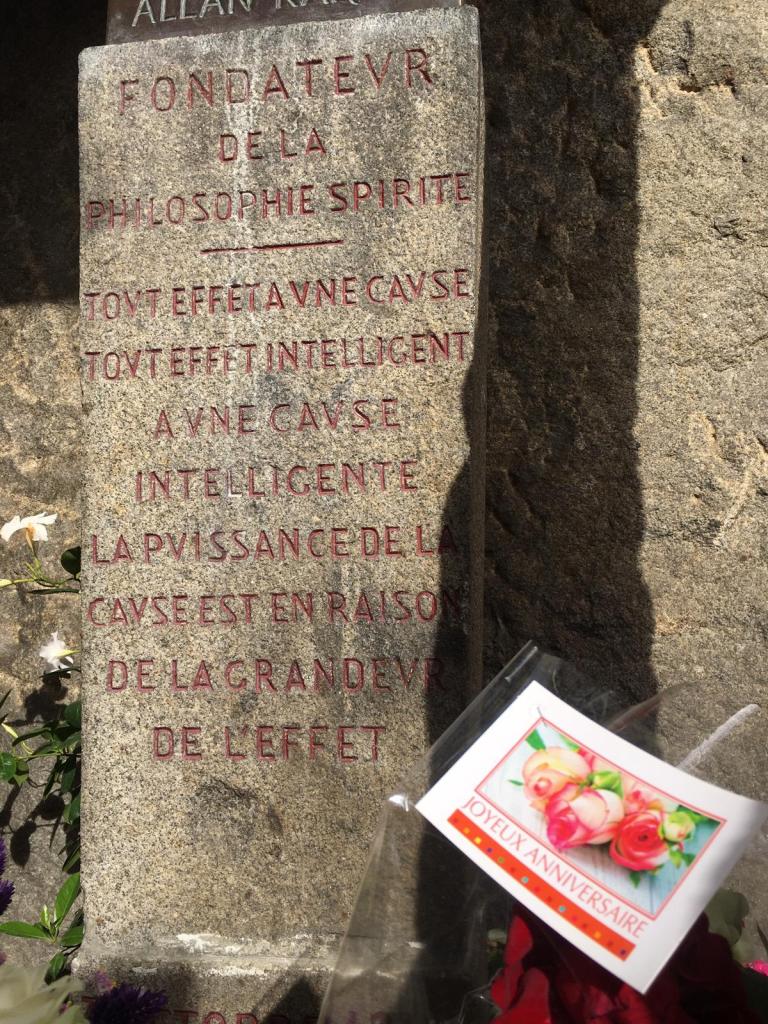 ALLAN
FONDATEVR
DE LA
PHILOSOPHIE SPIRITE
TOVT EFFET A VNE CAVSE
TOVT EFFET INTELLIGENT
A VNE CAVSE
INTELLIGENTE
LA PVISSANCE DE LA
CAVSE EST EN RAISON
DE LA GRANDEVR
DE L'EFFET
JOYEUX ANNIVERSAIRE